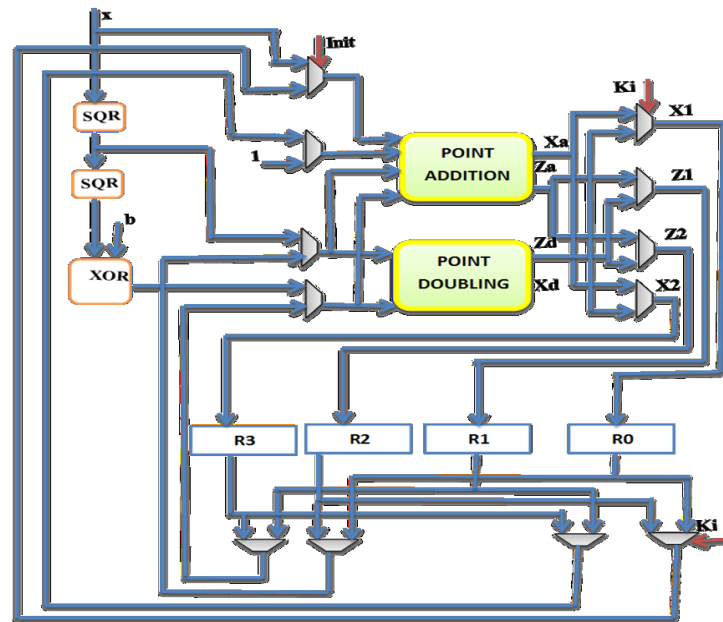 x
Init
Ki
X1
SQR
1
POINT
ADDITION
Xa
Za
Z1
SQR
b
Zd
Z2
XOR
POINT
DOUBLING
Xd
X2
R3
R2
R1
R0
Ki